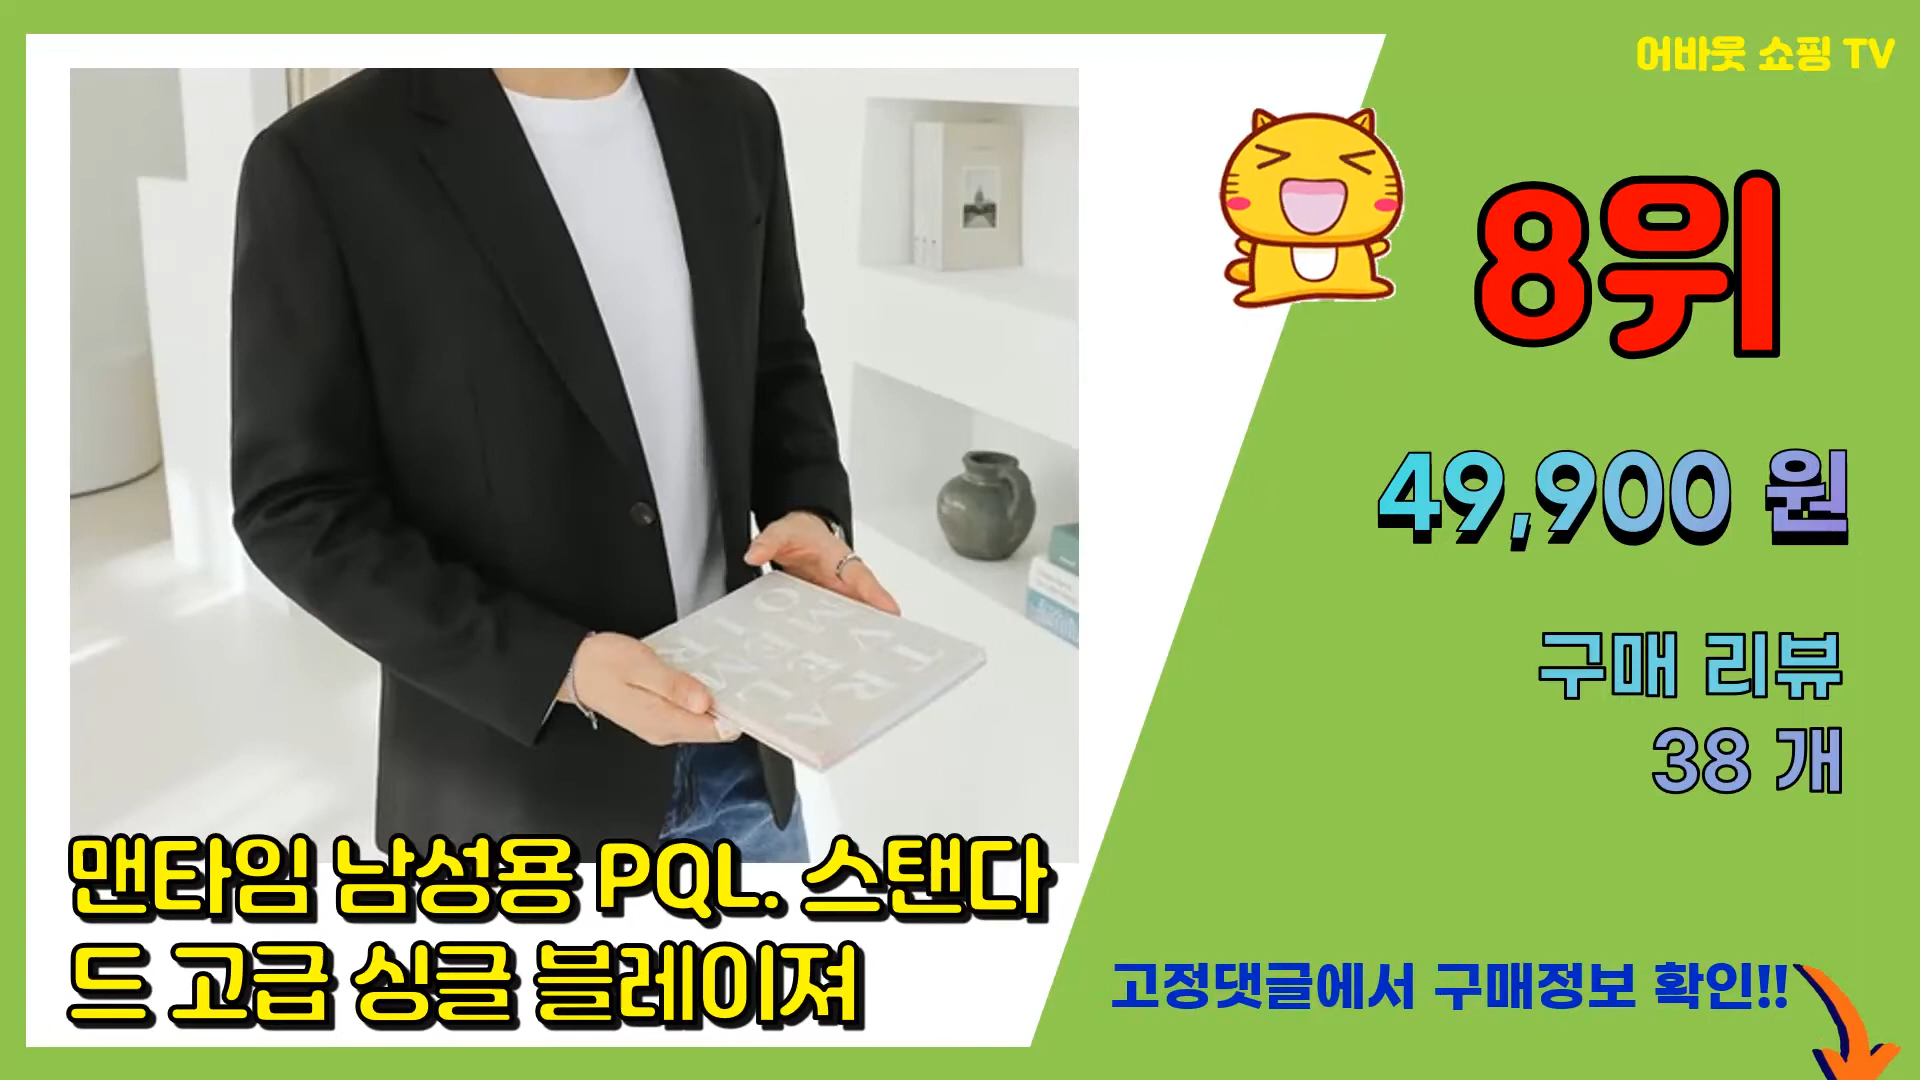 어바웃 쇼핑 TV
8위
49,900 원
구매 리뷰
38 개
맨타임 남성용 PQL. 스탠다
드 고급 싱글 블레이져
고정댓글에서 구매정보 확인!!